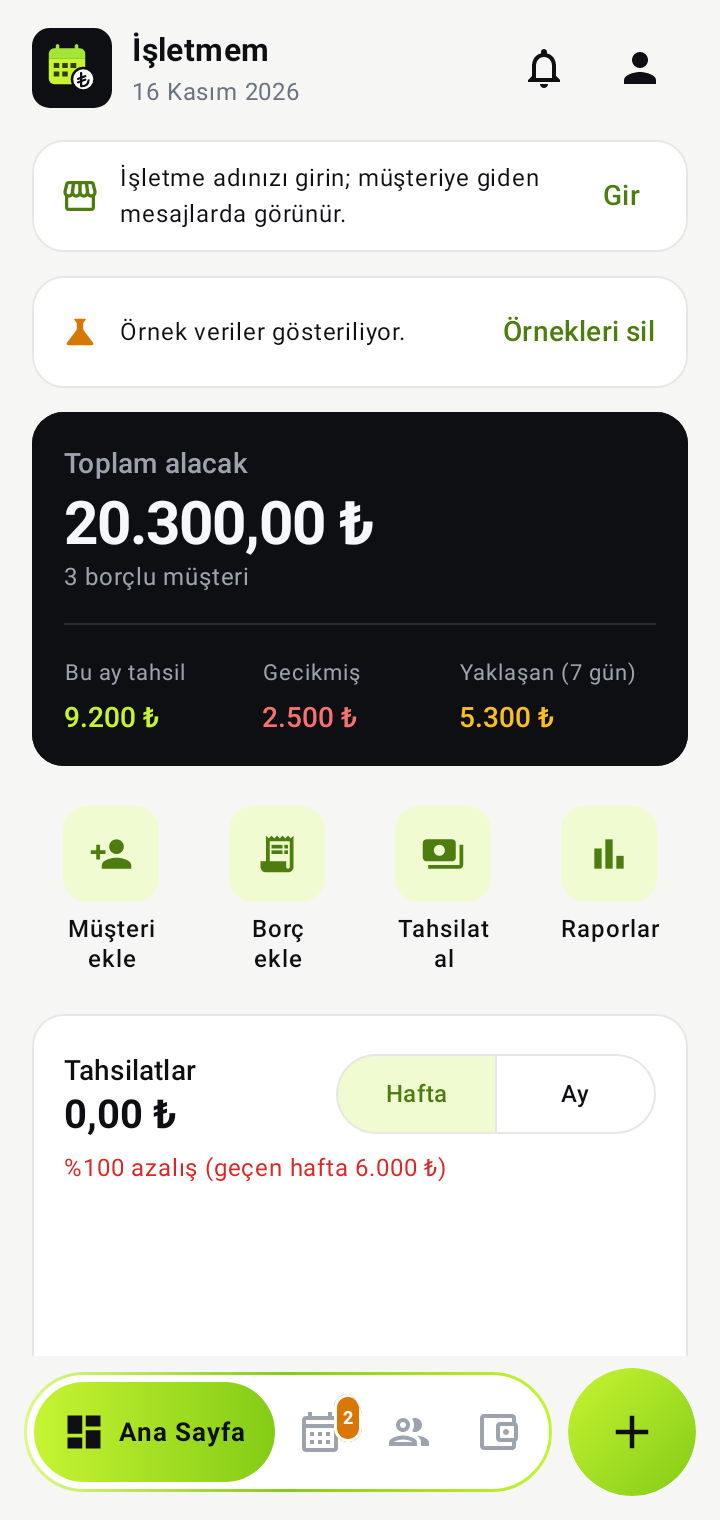 İşletmem
16 Kasım 2026
İşletme adınızı girin; müşteriye giden
mesajlarda görünür.
Gir
Örnek veriler gösteriliyor.
Örnekleri sil
Toplam alacak
20.300,00 ₺
3 borçlu müşteri
Bu ay tahsil
Gecikmiş
Yaklaşan (7 gün)
9.200 ₺
2.500 ₺
5.300 ₺
Müşteri
ekle
Borç
ekle
Tahsilat
al
Raporlar
Tahsilatlar
0,00 ₺
Hafta
Ay
%100 azalış (geçen hafta 6.000 ₺)
Ana Sayfa
2